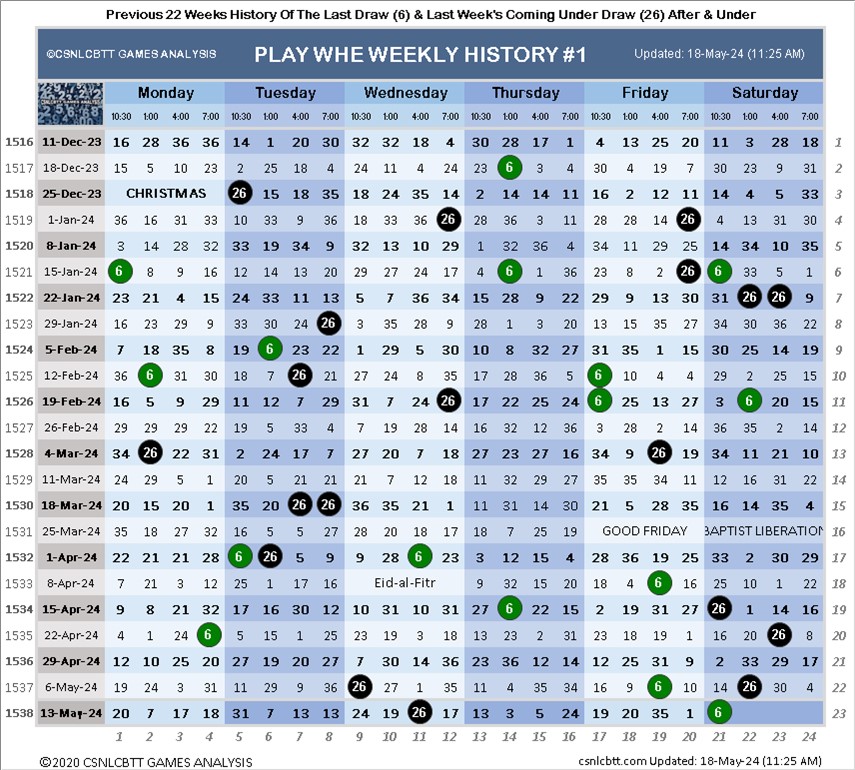 Previous 22 Weeks History Of The Last Draw (6) & Last Week's Coming Under Draw (26) After & Under
©CSNLCBTT GAMES ANALYSIS PLAY WHE WEEKLY HISTORY #1 Updated: 18-May-24 (11:25 AM)
Monday Tuesday Wednesday Thursday Friday Saturday
10:30 1:00 4:00 7:00 10:30 1:00 4:00 7:00 10:30 1:00 4:00 7:00 10:30 1:00 4:00 7:00 10:30 1:00 4:00 7:00 10:30 1:00 4:00 7:00
1516 11-Dec-23 16 28 36 36 14 1 20 30 32 32 18 4 30 28 17 1 4 13 25 20 11 3 28 18 1
1517 18-Dec-23 15 5 10 23 2 25 18 4 24 11 4 24 23 6 3 4 30 4 19 7 30 23 9 31 2
1518 25-Dec-23 CHRISTMAS 26 15 18 35 18 24 35 14 2 14 14 11 16 2 12 11 14 4 5 33 3
1519 1-Jan-24 36 16 31 33 10 33 9 36 18 33 36 26 28 36 3 11 28 28 14 26 4 13 31 30 4
1520 8-Jan-24 3 14 28 32 33 19 34 9 32 13 10 29 1 32 36 4 34 11 29 25 14 34 10 35 5
1521 15-Jan-24 6 8 9 16 12 14 13 20 29 27 24 17 4 6 1 36 23 8 2 26 6 33 5 1 6
1522 22-Jan-24 23 21 4 15 24 33 11 13 5 7 36 34 15 28 9 22 29 9 13 30 31 26 26 9 7
1523 29-Jan-24 16 23 29 9 33 30 24 26 3 35 28 9 28 1 3 20 13 15 35 27 34 30 36 22 8
1524 5-Feb-24 7 18 35 8 19 6 23 22 1 29 5 30 10 8 32 27 31 35 1 15 30 25 14 19 9
1525 12-Feb-24 36 6 31 30 18 7 26 21 27 24 8 35 17 28 36 5 6 10 4 4 29 2 25 15 10
1526 19-Feb-24 16 5 9 29 11 12 7 29 31 7 24 26 17 22 25 24 6 25 13 27 3 6 20 15 11
1527 26-Feb-24 29 29 29 22 19 5 33 4 7 19 28 14 16 32 12 36 3 28 2 14 36 35 2 14 12
1528 4-Mar-24 34 26 22 31 2 24 17 7 27 20 18 7 27 23 27 16 34 9 26 19 34 11 21 10 13
1529 11-Mar-24 24 29 5 1 20 5 21 21 21 7 12 18 11 32 29 21 35 35 34 11 12 16 31 22 14
1530 18-Mar-24 20 15 20 1 35 20 26 26 36 35 21 1 11 31 14 30 21 5 28 35 16 14 35 4 15
1531 25-Mar-24 35 18 27 32 16 5 5 27 28 20 18 17 18 7 25 19 GOOD FRIDAY BAPTIST LIBERATION 16
1532 1-Apr-24 22 21 21 28 6 26 5 9 9 28 6 23 3 12 15 4 28 36 19 25 33 2 30 29 17
1533 8-Apr-24 7 21 3 12 25 1 17 16 Eid-al-Fitr 9 32 15 20 18 4 6 16 25 10 1 22 18
1534 15-Apr-24 9 8 21 32 17 16 30 12 10 31 10 31 27 6 22 15 2 19 31 27 26 1 14 16 19
1535 22-Apr-24 4 1 24 6 5 15 1 25 23 19 3 18 13 23 2 31 23 18 19 1 16 20 26 8 20
1536 29-Apr-24 12 10 25 20 27 19 20 27 7 30 14 36 23 36 12 14 12 25 31 9 2 33 29 17 21
1537 6-May-24 19 24 3 31 11 29 9 36 26 27 1 35 11 4 35 34 16 9 6 10 14 26 30 4 22
1538 13-May-24 20 7 17 18 31 7 13 13 24 19 26 17 13 3 5 24 19 20 35 1 6 23
1 2 3 4 5 6 7 8 9 10 11 12 13 14 15 16 17 18 19 20 21 22 23 24
©2020 CSNLCBTT GAMES ANALYSIS csnlcbtt.com Updated: 18-May-24 (11:25 AM)